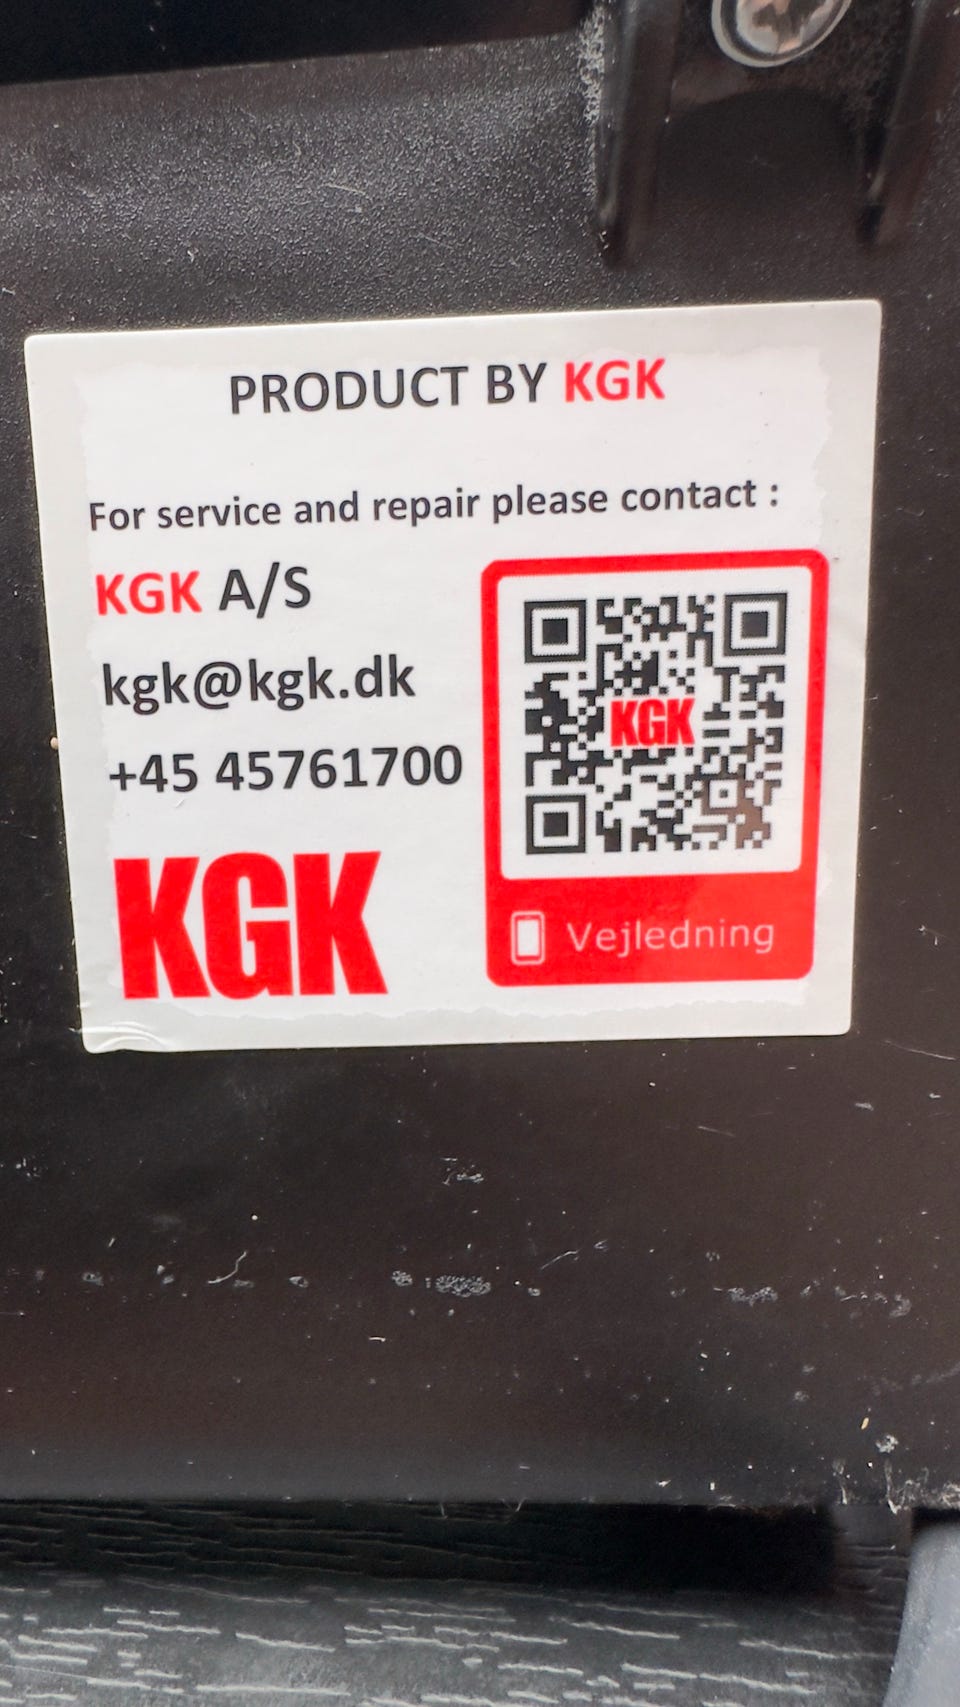 PRODUCT BY KGK
For service and repair please contact :
KGK A/S
kgk@kgk.dk
+45 45761700
KGK
KGK
Vejledning